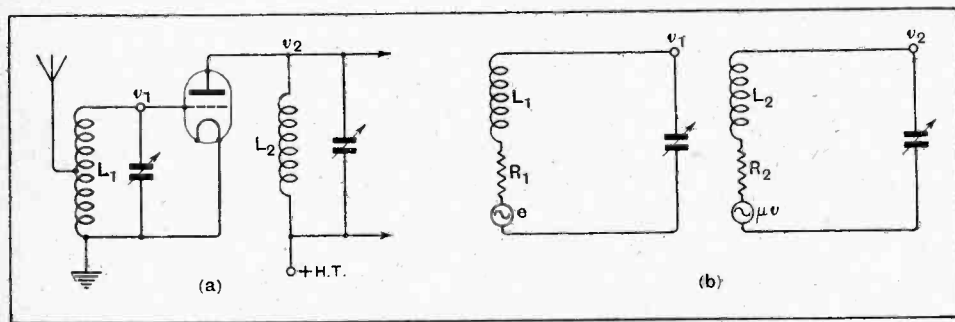 v₂
v₁
L₁
L₂
+ H.T.
(a)
v₁
L₁
R₁
e
v₂
L₂
R₂
μv
(b)